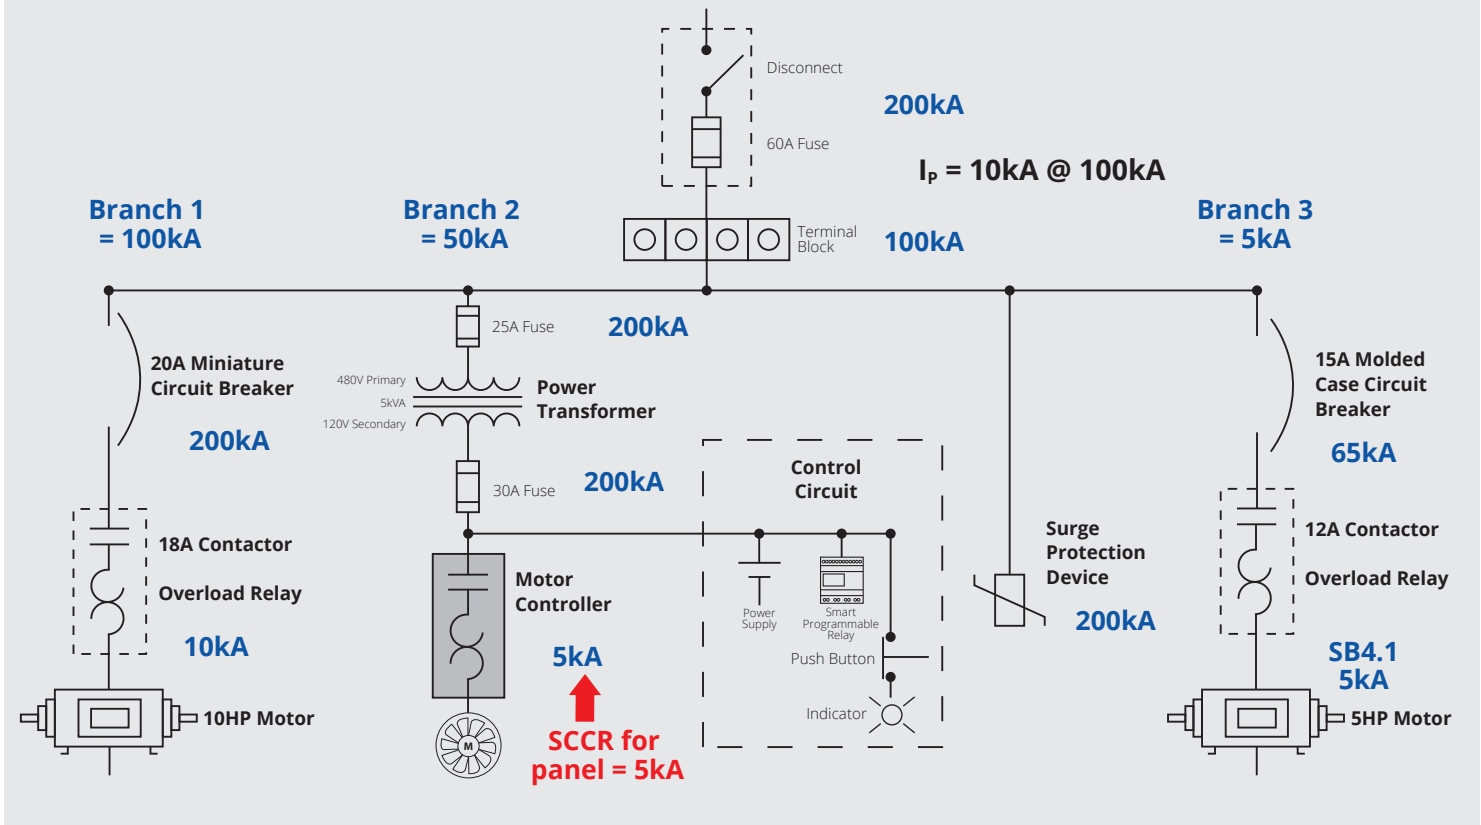 Disconnect
200kA
60A Fuse
IP = 10kA @ 100kA
Branch 1
= 100kA
Branch 2
= 50kA
Terminal
Block
100kA
Branch 3
= 5kA
25A Fuse
200kA
20A Miniature
Circuit Breaker
200kA
480V Primary
5kVA
120V Secondary
Power
Transformer
15A Molded
Case Circuit
Breaker
65kA
30A Fuse
200kA
Control
Circuit
18A Contactor
Overload Relay
10kA
10HP Motor
Motor
Controller
5kA
M
SCCR for
panel = 5kA
Power
Supply
Smart
Programmable
Relay
Push Button
Indicator
Surge
Protection
Device
200kA
12A Contactor
Overload Relay
SB4.1
5kA
5HP Motor